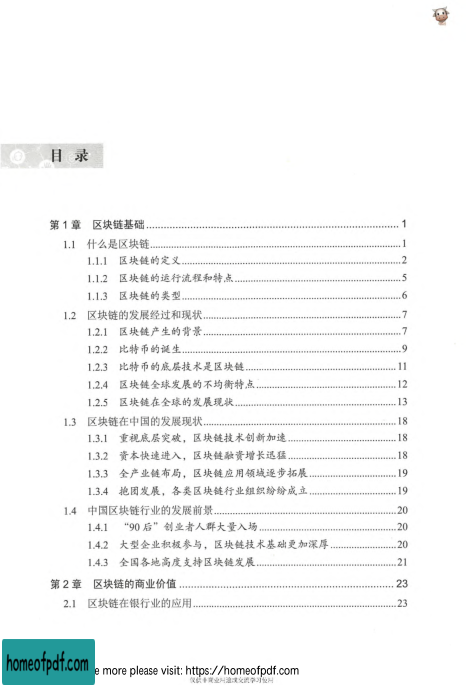 目 录
第 1 章 区块链基础 1
1.1 什么是区块链 1
1.1.1 区块链的定义 2
1.1.2 区块链的运行流程和特点 5
1.1.3 区块链的类型 6
1.2 区块链的发展经过和现状 7
1.2.1 区块链产生的背景 7
1.2.2 比特币的诞生 9
1.2.3 比特币的底层技术是区块链 11
1.2.4 区块链全球发展的不均衡特点 12
1.2.5 区块链在全球的发展现状 13
1.3 区块链在中国的发展现状 18
1.3.1 重视底层突破，区块链技术创新加速 18
1.3.2 资本快速进入，区块链融资增长迅猛 18
1.3.3 全产业链布局，区块链应用领域逐步拓展 19
1.3.4 抱团发展，各类区块链行业组织纷纷成立 19
1.4 中国区块链行业的发展前景 20
1.4.1 “90 后”创业者人群大量入场 20
1.4.2 大型企业积极参与，区块链技术基础更加深厚 20
1.4.3 全国各地高度支持区块链发展 21
第 2 章 区块链的商业价值 23
2.1 区块链在银行业的应用 23
homeofpdf.com
e more please visit: https://homeofpdf.com